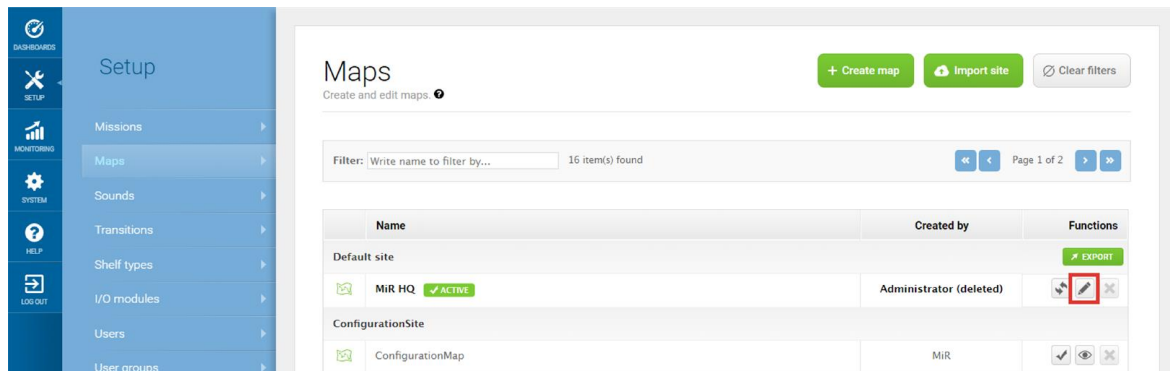 DASHBOARDS
SETUP
MONITORING
SYSTEM
HELP
LOG OUT
Setup
Missions
Maps
Sounds
Transitions
Shelf types
I/O modules
Users
User groups
Maps
Create and edit maps.
+ Create map
Import site
Clear filters
Filter: Write name to filter by... 16 item(s) found
Page 1 of 2
Name Created by Functions
Default site EXPORT
MiR HQ ACTIVE Administrator (deleted)
ConfigurationSite
ConfigurationMap MiR